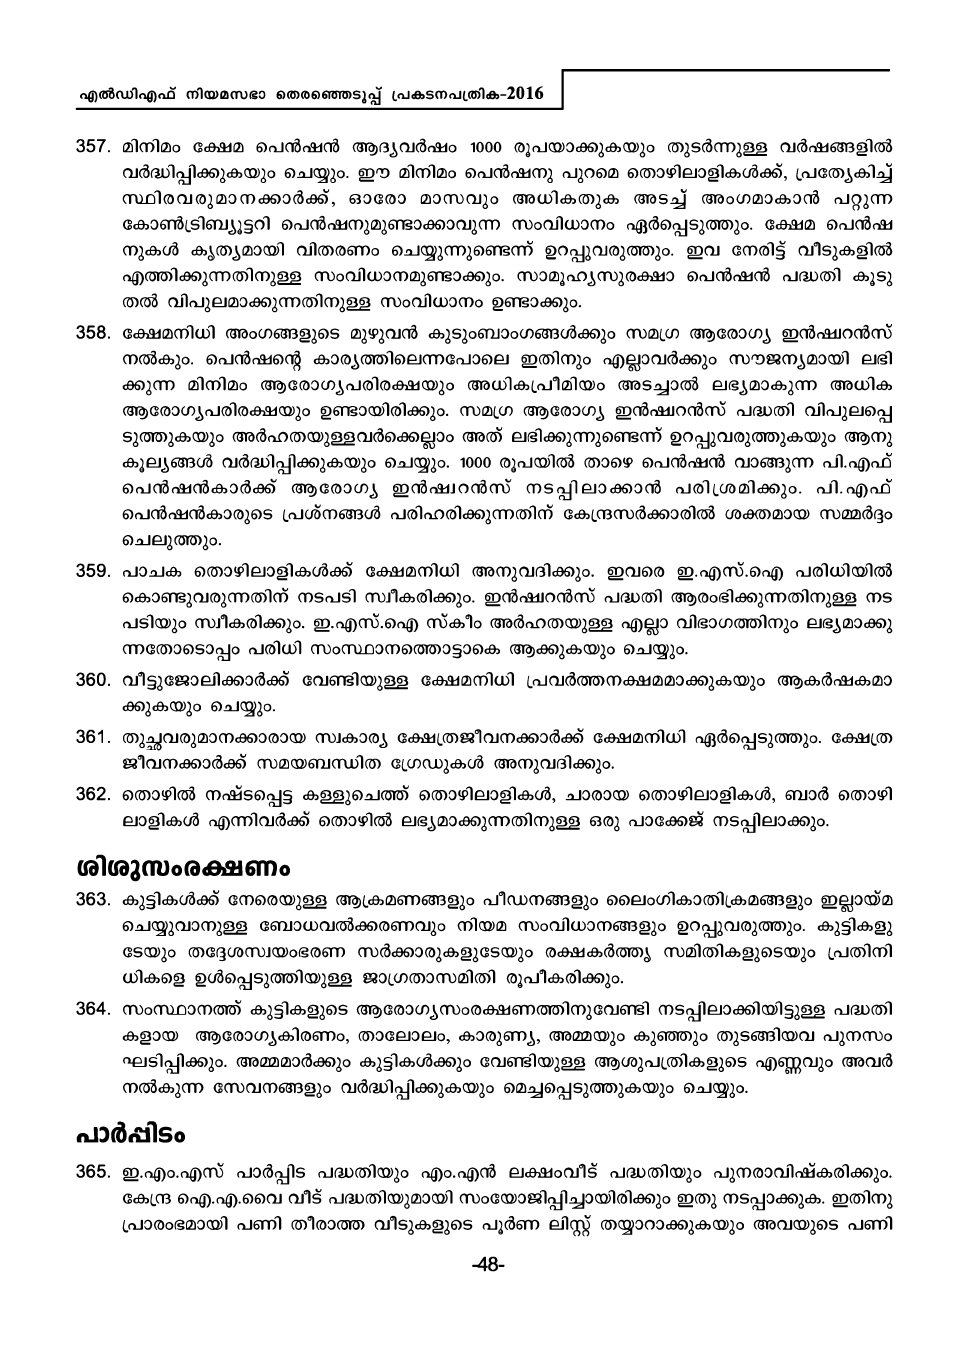 എൽഡിഎഫ് നിയമസഭാ തെരഞ്ഞെടുപ്പ് പ്രകടനപത്രിക-2016
357. മിനിമം ക്ഷേമ പെൻഷൻ ആദ്യവർഷം 1000 രൂപയാക്കുകയും തുടർന്നുള്ള വർഷങ്ങളിൽ
വർദ്ധിപ്പിക്കുകയും ചെയ്യും. ഈ മിനിമം പെൻഷനു പുറമെ തൊഴിലാളികൾക്ക്, പ്രത്യേകിച്ച്
സ്ഥിരവരുമാനക്കാർക്ക്, ഓരോ മാസവും അധികതുക അടച്ച് അംഗമാകാൻ പറ്റുന്ന
കോൺട്രിബ്യൂട്ടറി പെൻഷനുമുണ്ടാക്കാവുന്ന സംവിധാനം ഏർപ്പെടുത്തും. ക്ഷേമ പെൻഷ
നുകൾ കൃത്യമായി വിതരണം ചെയ്യുന്നുണ്ടെന്ന് ഉറപ്പുവരുത്തും. ഇവ നേരിട്ട് വീടുകളിൽ
എത്തിക്കുന്നതിനുള്ള സംവിധാനമുണ്ടാക്കും. സാമൂഹ്യസുരക്ഷാ പെൻഷൻ പദ്ധതി കൂടു
തൽ വിപുലമാക്കുന്നതിനുള്ള സംവിധാനം ഉണ്ടാക്കും.
358. ക്ഷേമനിധി അംഗങ്ങളുടെ മുഴുവൻ കുടുംബാംഗങ്ങൾക്കും സമഗ്ര ആരോഗ്യ ഇൻഷ്വറൻസ്
നൽകും. പെൻഷന്റെ കാര്യത്തിലെന്നപോലെ ഇതിനും എല്ലാവർക്കും സൗജന്യമായി ലഭി
ക്കുന്ന മിനിമം ആരോഗ്യപരിരക്ഷയും അധികപ്രീമിയം അടച്ചാൽ ലഭ്യമാകുന്ന അധിക
ആരോഗ്യപരിരക്ഷയും ഉണ്ടായിരിക്കും. സമഗ്ര ആരോഗ്യ ഇൻഷ്വറൻസ് പദ്ധതി വിപുലപ്പെ
ടുത്തുകയും അർഹതയുള്ളവർക്കെല്ലാം അത് ലഭിക്കുന്നുണ്ടെന്ന് ഉറപ്പുവരുത്തുകയും ആനു
കൂല്യങ്ങൾ വർദ്ധിപ്പിക്കുകയും ചെയ്യും. 1000 രൂപയിൽ താഴെ പെൻഷൻ വാങ്ങുന്ന പി.എഫ്
പെൻഷൻകാർക്ക് ആരോഗ്യ ഇൻഷ്വറൻസ് നടപ്പിലാക്കാൻ പരിശ്രമിക്കും. പി.എഫ്
പെൻഷൻകാരുടെ പ്രശ്നങ്ങൾ പരിഹരിക്കുന്നതിന് കേന്ദ്രസർക്കാരിൽ ശക്തമായ സമ്മർദ്ദം
ചെലുത്തും.
359. പാചക തൊഴിലാളികൾക്ക് ക്ഷേമനിധി അനുവദിക്കും. ഇവരെ ഇ.എസ്.ഐ പരിധിയിൽ
കൊണ്ടുവരുന്നതിന് നടപടി സ്വീകരിക്കും. ഇൻഷ്വറൻസ് പദ്ധതി ആരംഭിക്കുന്നതിനുള്ള നട
പടിയും സ്വീകരിക്കും. ഇ.എസ്.ഐ സ്കീം അർഹതയുള്ള എല്ലാ വിഭാഗത്തിനും ലഭ്യമാക്കു
ന്നതോടൊപ്പം പരിധി സംസ്ഥാനത്തൊട്ടാകെ ആക്കുകയും ചെയ്യും.
360. വീട്ടുജോലിക്കാർക്ക് വേണ്ടിയുള്ള ക്ഷേമനിധി പ്രവർത്തനക്ഷമമാക്കുകയും ആകർഷകമാ
ക്കുകയും ചെയ്യും.
361. തുച്ഛവരുമാനക്കാരായ സ്വകാര്യ ക്ഷേത്രജീവനക്കാർക്ക് ക്ഷേമനിധി ഏർപ്പെടുത്തും. ക്ഷേത്ര
ജീവനക്കാർക്ക് സമയബന്ധിത ഗ്രേഡുകൾ അനുവദിക്കും.
362. തൊഴിൽ നഷ്ടപ്പെട്ട കള്ളുചെത്ത് തൊഴിലാളികൾ, ചാരായ തൊഴിലാളികൾ, ബാർ തൊഴി
ലാളികൾ എന്നിവർക്ക് തൊഴിൽ ലഭ്യമാക്കുന്നതിനുള്ള ഒരു പാക്കേജ് നടപ്പിലാക്കും.
ശിശുസംരക്ഷണം
363. കുട്ടികൾക്ക് നേരെയുള്ള ആക്രമണങ്ങളും പീഡനങ്ങളും ലൈംഗികാതിക്രമങ്ങളും ഇല്ലായ്മ
ചെയ്യുവാനുള്ള ബോധവൽക്കരണവും നിയമ സംവിധാനങ്ങളും ഉറപ്പുവരുത്തും. കുട്ടികളു
ടേയും തദ്ദേശസ്വയംഭരണ സർക്കാരുകളുടേയും രക്ഷകർത്തൃ സമിതികളുടെയും പ്രതിനി
ധികളെ ഉൾപ്പെടുത്തിയുള്ള ജാഗ്രതാസമിതി രൂപീകരിക്കും.
364. സംസ്ഥാനത്ത് കുട്ടികളുടെ ആരോഗ്യസംരക്ഷണത്തിനുവേണ്ടി നടപ്പിലാക്കിയിട്ടുള്ള പദ്ധതി
കളായ ആരോഗ്യകിരണം, താലോലം, കാരുണ്യ, അമ്മയും കുഞ്ഞും തുടങ്ങിയവ പുനസം
ഘടിപ്പിക്കും. അമ്മമാർക്കും കുട്ടികൾക്കും വേണ്ടിയുള്ള ആശുപത്രികളുടെ എണ്ണവും അവർ
നൽകുന്ന സേവനങ്ങളും വർദ്ധിപ്പിക്കുകയും മെച്ചപ്പെടുത്തുകയും ചെയ്യും.
പാർപ്പിടം
365. ഇ.എം.എസ് പാർപ്പിട പദ്ധതിയും എം.എൻ ലക്ഷംവീട് പദ്ധതിയും പുനരാവിഷ്കരിക്കും.
കേന്ദ്ര ഐ.എ.വൈ വീട് പദ്ധതിയുമായി സംയോജിപ്പിച്ചായിരിക്കും ഇതു നടപ്പാക്കുക. ഇതിനു
പ്രാരംഭമായി പണി തീരാത്ത വീടുകളുടെ പൂർണ ലിസ്റ്റ് തയ്യാറാക്കുകയും അവയുടെ പണി
-48-